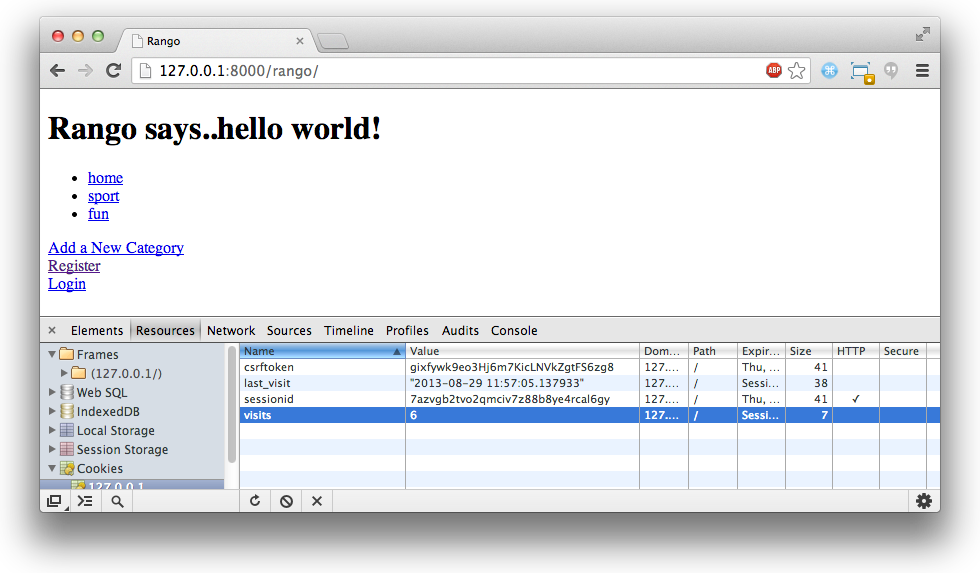 Rango
127.0.0.1:8000/rango/
ABP
Rango says..hello world!
home
sport
fun
Add a New Category
Register
Login
Elements Resources Network Sources Timeline Profiles Audits Console
Frames
(127.0.0.1/)
Web SQL
IndexedDB
Local Storage
Session Storage
Cookies
127.0.0.1
Name Value Dom... Path Expir... Size HTTP Secure
csrftoken gixfywk9eo3Hj6m7KicLNVkZgtFS6zg8 127.... / Thu, ... 41
last_visit "2013-08-29 11:57:05.137933" 127.... / Sessi... 38
sessionid 7azvgb2tvo2qmciv7z88b8ye4rcal6gy 127.... / Thu, ... 41 ✓
visits 6 127.... / Sessi... 7